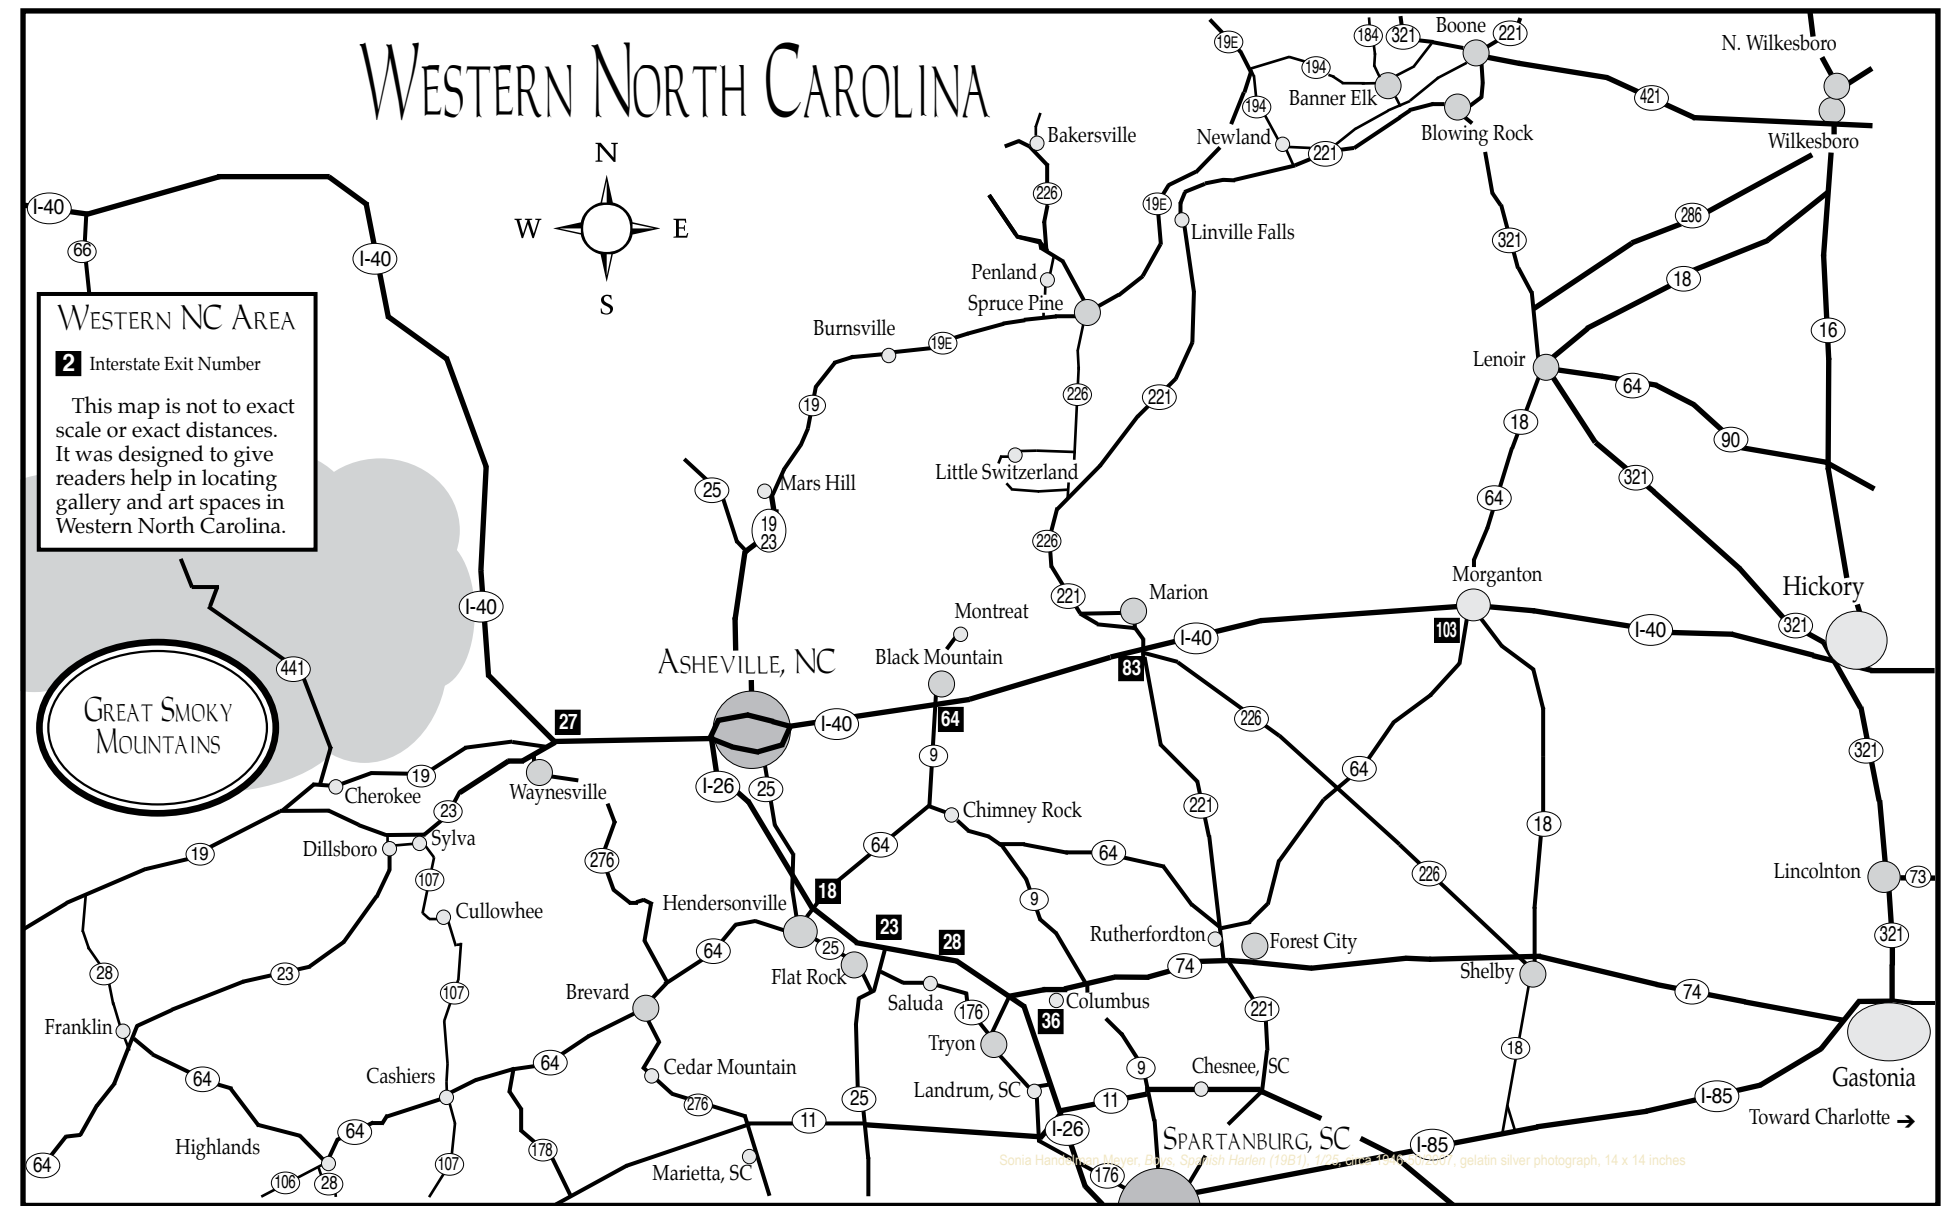 WESTERN NORTH CAROLINA
N
W
E
S
19E
184
321
Boone
221
N. Wilkesboro
194
Banner Elk
194
421
Newland
221
Blowing Rock
Wilkesboro
Bakersville
226
I-40
66
I-40
19E
Linville Falls
286
321
18
Penland
Spruce Pine
WESTERN NC AREA
2 Interstate Exit Number
This map is not to exact
scale or exact distances.
It was designed to give
readers help in locating
gallery and art spaces in
Western North Carolina.
Burnsville
19E
16
Lenoir
64
226
221
19
18
90
Little Switzerland
321
25
Mars Hill
64
19
23
226
Morganton
Hickory
221
Marion
I-40
Montreat
321
103
I-40
I-40
ASHEVILLE, NC
Black Mountain
83
441
GREAT SMOKY
MOUNTAINS
27
I-40
64
226
321
9
64
19
I-26
25
Waynesville
Cherokee
23
Chimney Rock
221
18
Sylva
Dillsboro
19
276
64
64
226
Lincolnton
73
107
18
Hendersonville
9
Cullowhee
23
28
Rutherfordton
Forest City
321
64
25
74
Shelby
28
23
Flat Rock
Brevard
107
Saluda
176
Columbus
36
221
74
Franklin
Tryon
18
64
Cedar Mountain
9
Chesnee, SC
Gastonia
64
Cashiers
Landrum, SC
276
25
11
I-85
11
Toward Charlotte ➔
64
I-26
SPARTANBURG, SC
I-85
Highlands
178
64
107
Marietta, SC
176
106
28